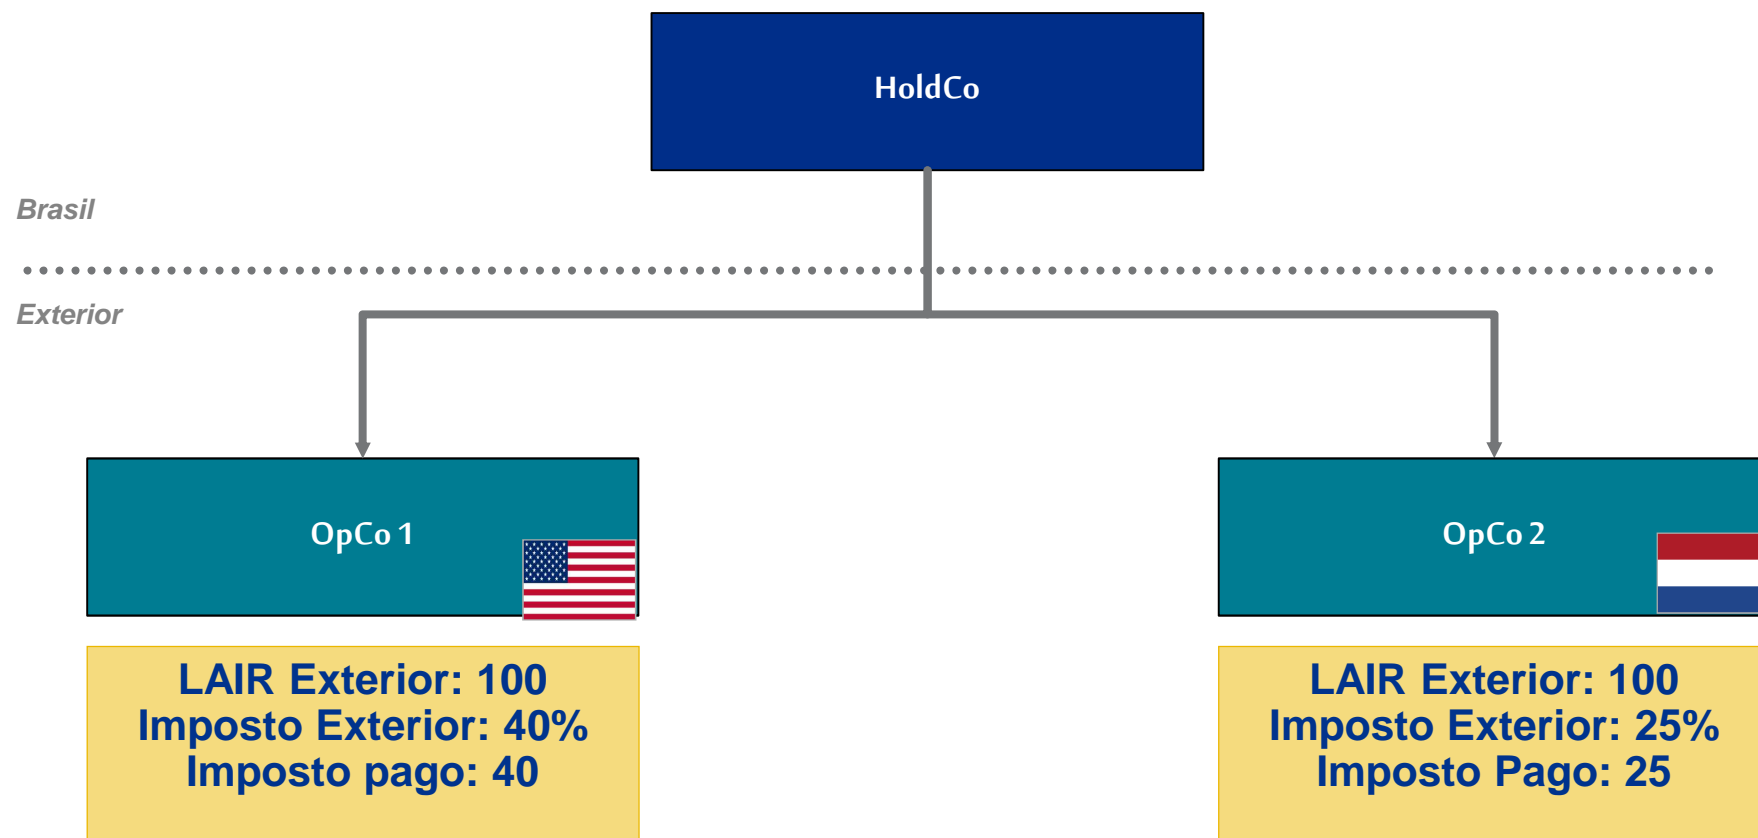 HoldCo
Brasil
Exterior
OpCo 1
OpCo 2
LAIR Exterior: 100
Imposto Exterior: 40%
Imposto pago: 40
LAIR Exterior: 100
Imposto Exterior: 25%
Imposto Pago: 25